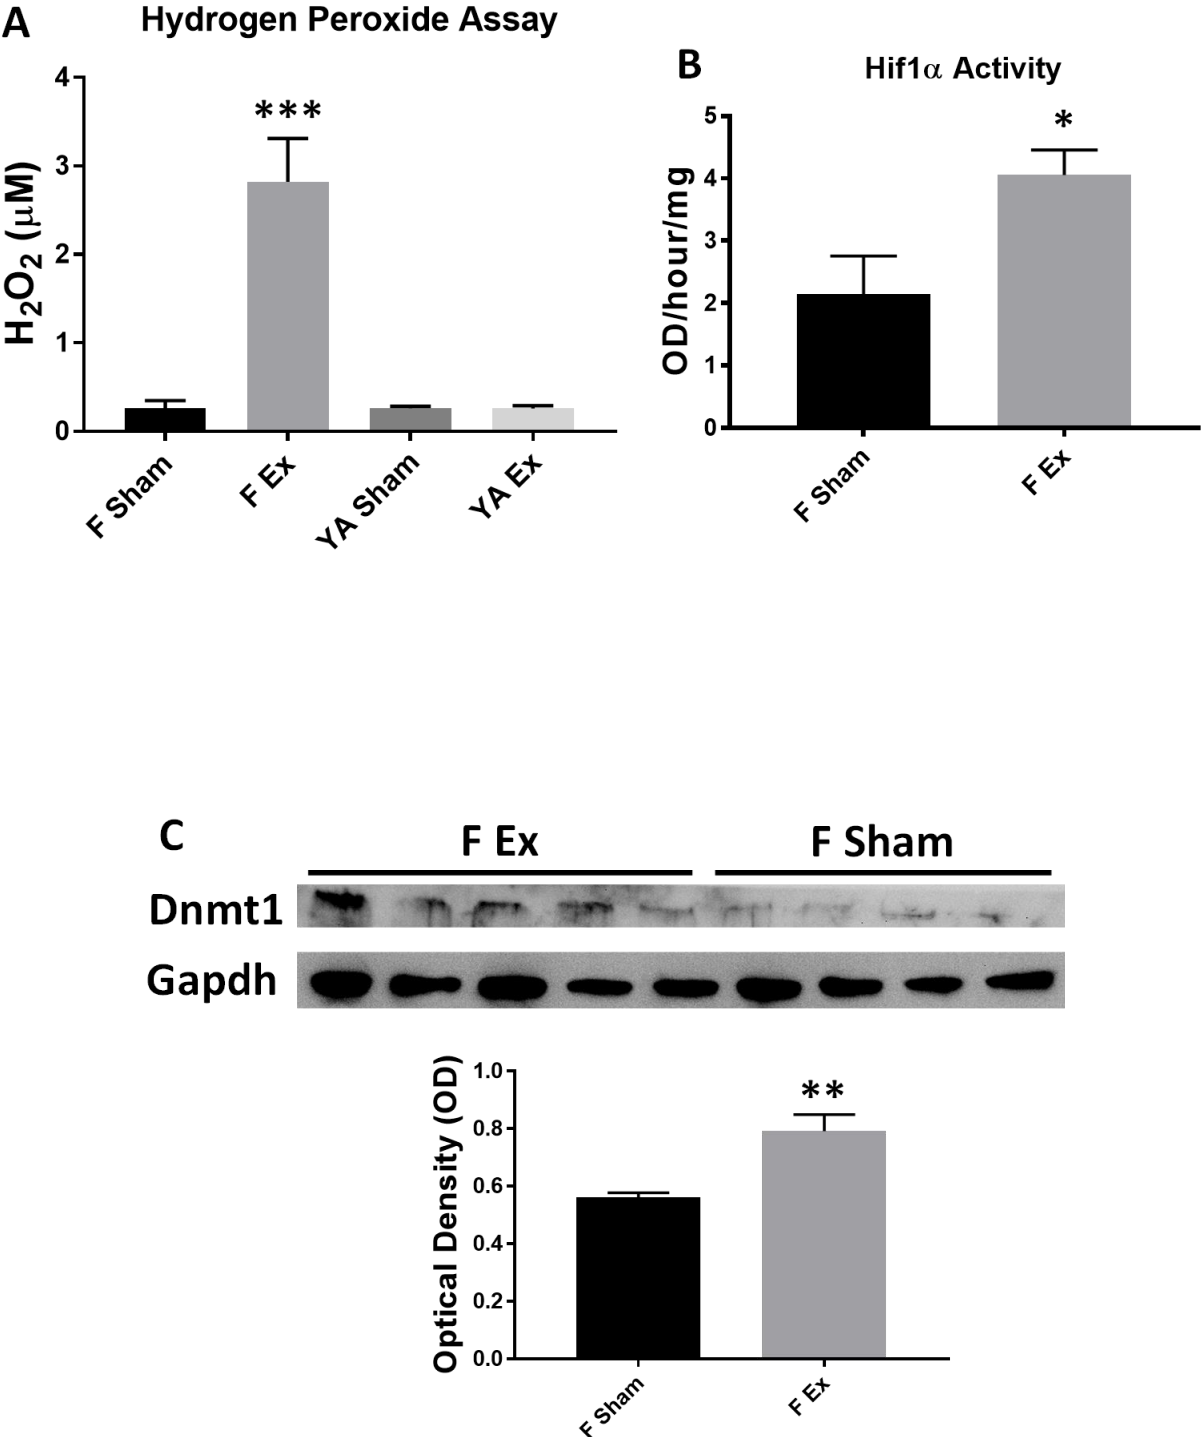 A
Hydrogen Peroxide Assay
H2O2 (μM)
4
3
2
1
0
***
F Sham
F Ex
YA Sham
YA Ex
B
Hif1α Activity
OD/hour/mg
5
4
3
2
1
0
*
F Sham
F Ex
C
F Ex
F Sham
Dnmt1
Gapdh
Optical Density (OD)
1.0
0.8
0.6
0.4
0.2
0.0
**
F Sham
F Ex